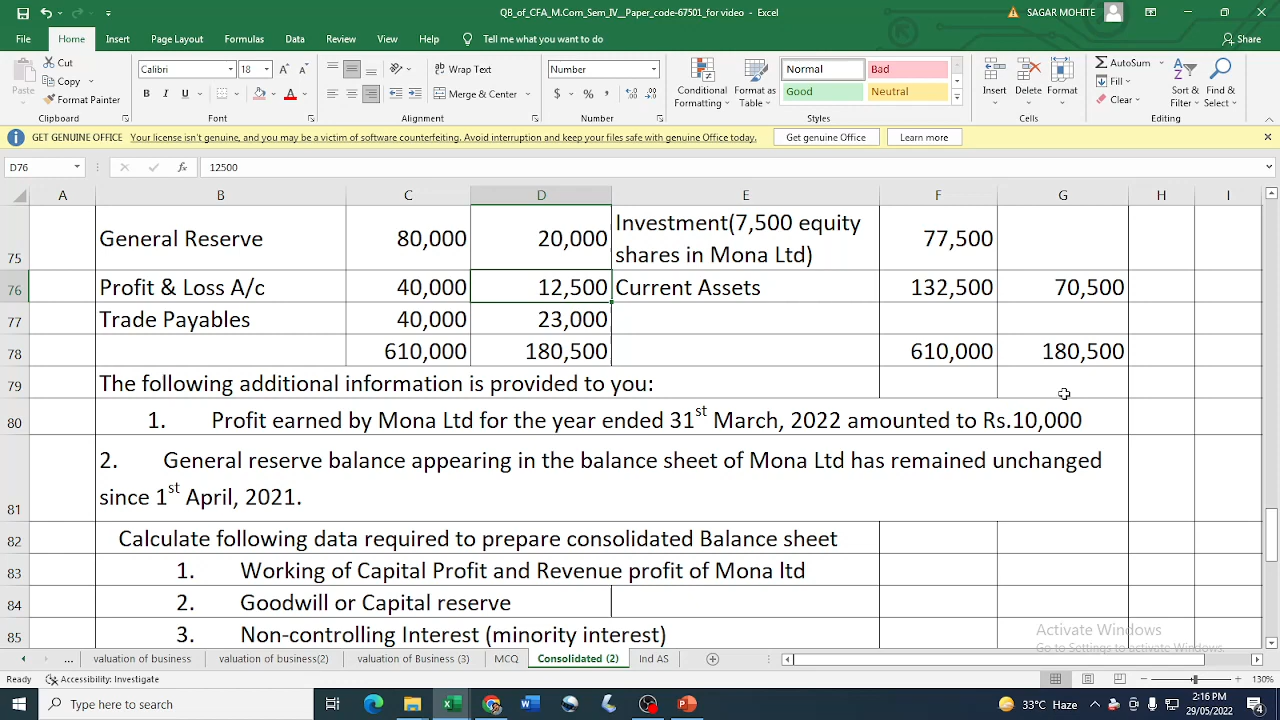 QB_of_CFA_M.Com_Sem_IV_ Paper_code-67501_for video - Excel
SAGAR MOHITE
File Home Insert Page Layout Formulas Data Review View Help Tell me what you want to do Share
Paste
Cut
Copy
Format Painter
Clipboard
Calibri 18
B I U
Font
Wrap Text
Merge & Center
Alignment
Number
$ % ,
Number
Conditional Formatting
Format as Table
Normal Bad
Good Neutral
Styles
Insert Delete Format
Cells
AutoSum
Fill
Clear
Sort & Filter
Find & Select
Editing
GET GENUINE OFFICE Your license isn't genuine, and you may be a victim of software counterfeiting. Avoid interruption and keep your files safe with genuine Office today. Get genuine Office Learn more
D76 fx 12500
A B C D E F G H I
75 General Reserve 80,000 20,000 Investment(7,500 equity shares in Mona Ltd) 77,500
76 Profit & Loss A/c 40,000 12,500 Current Assets 132,500 70,500
77 Trade Payables 40,000 23,000
78 610,000 180,500 610,000 180,500
79 The following additional information is provided to you:
80 1. Profit earned by Mona Ltd for the year ended 31st March, 2022 amounted to Rs.10,000
2. General reserve balance appearing in the balance sheet of Mona Ltd has remained unchanged
81 since 1st April, 2021.
82 Calculate following data required to prepare consolidated Balance sheet
83 1. Working of Capital Profit and Revenue profit of Mona ltd
84 2. Goodwill or Capital reserve
85 3. Non-controlling Interest (minority interest)
Activate Windows
Go to Settings to activate Windows.
... valuation of business valuation of business(2) valuation of Business (3) MCQ Consolidated (2) Ind AS
Ready Accessibility: Investigate 130%
Type here to search
33°C Haze
2:16 PM
29/05/2022